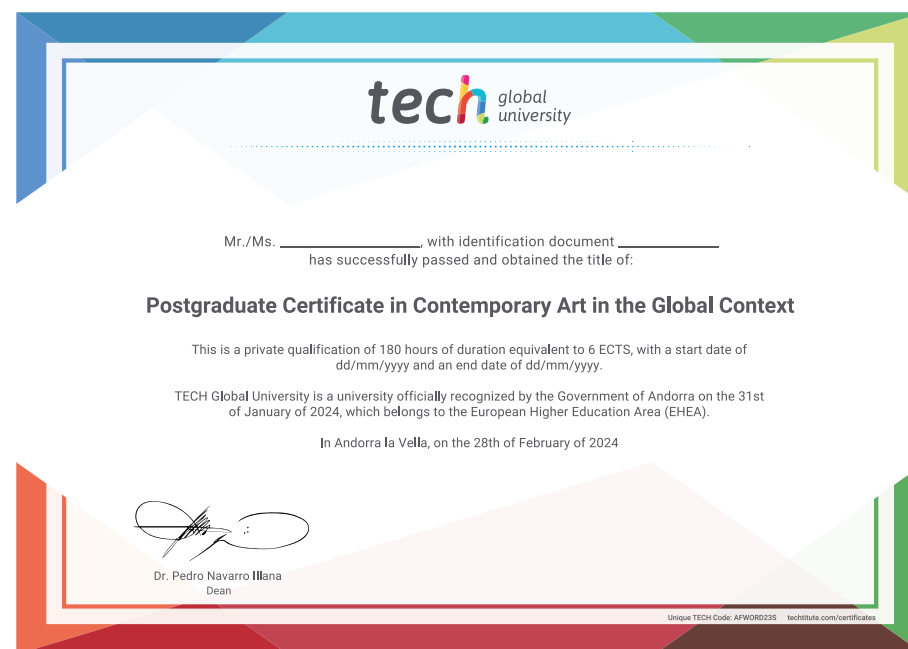 tech global
university
Mr./Ms. ____________________, with identification document ______________
has successfully passed and obtained the title of:
Postgraduate Certificate in Contemporary Art in the Global Context
This is a private qualification of 180 hours of duration equivalent to 6 ECTS, with a start date of
dd/mm/yyyy and an end date of dd/mm/yyyy.
TECH Global University is a university officially recognized by the Government of Andorra on the 31st
of January of 2024, which belongs to the European Higher Education Area (EHEA).
In Andorra la Vella, on the 28th of February of 2024
Dr. Pedro Navarro Illana
Dean
Unique TECH Code: AFWORD23S techtitute.com/certificates